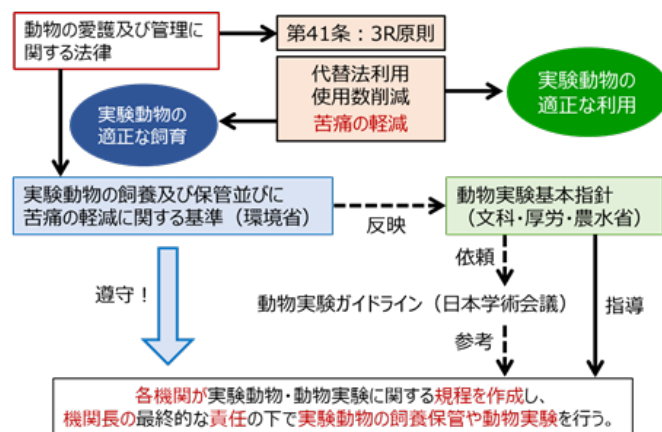 動物の愛護及び管理に
関する法律
第41条：3R原則
代替法利用
使用数削減
苦痛の軽減
実験動物の
適正な利用
実験動物の
適正な飼育
実験動物の飼養及び保管並びに
苦痛の軽減に関する基準（環境省）
反映
動物実験基本指針
（文科・厚労・農水省）
依頼
遵守！
動物実験ガイドライン（日本学術会議）
指導
参考
各機関が実験動物・動物実験に関する規程を作成し、
機関長の最終的な責任の下で実験動物の飼養保管や動物実験を行う。